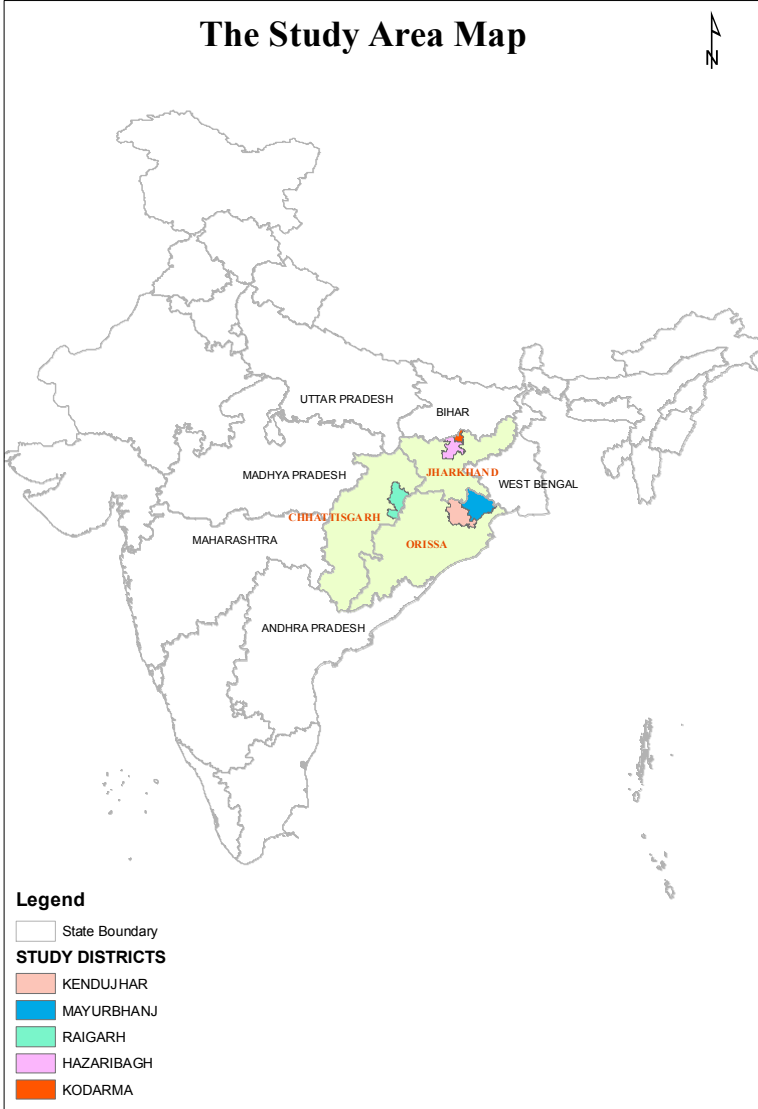 The Study Area Map
N
UTTAR PRADESH
BIHAR
MADHYA PRADESH
JHARKHAND
WEST BENGAL
CHHATTISGARH
MAHARASHTRA
ORISSA
ANDHRA PRADESH
Legend
State Boundary
STUDY DISTRICTS
KENDUJHAR
MAYURBHANJ
RAIGARH
HAZARIBAGH
KODARMA